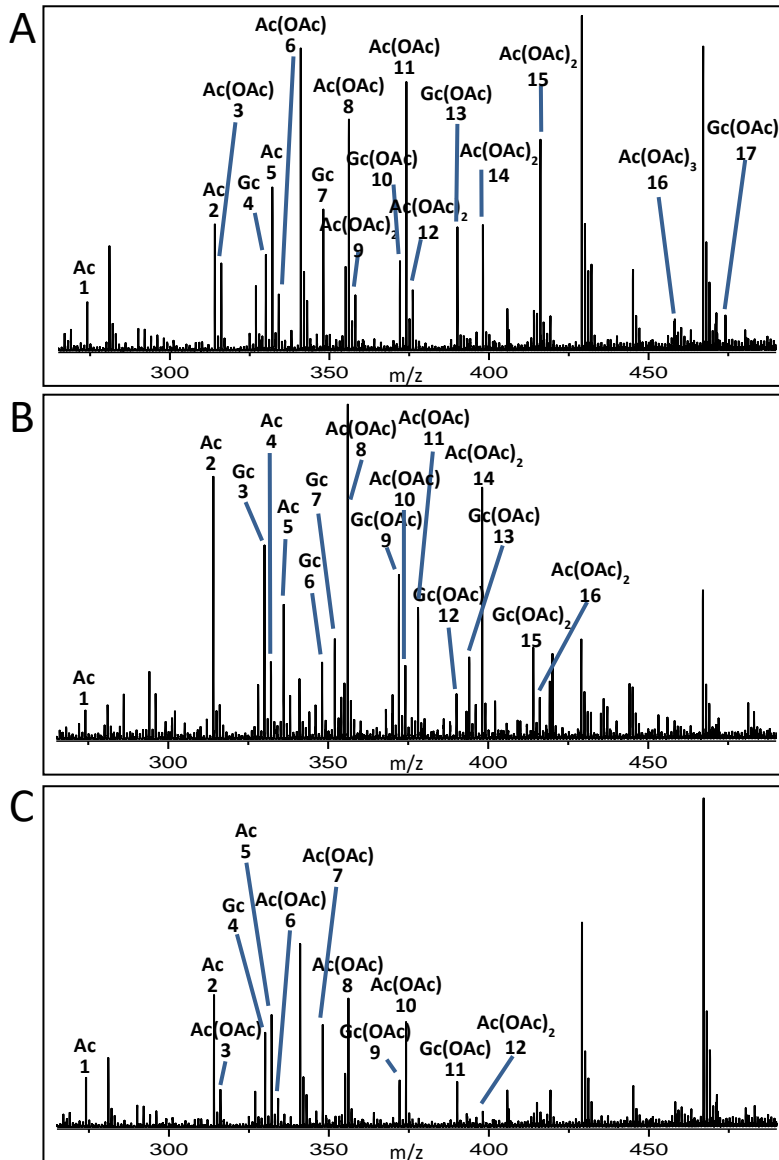 A
Ac(OAc)
6
Ac(OAc)
3
Ac(OAc)
11
Ac(OAc)₂
15
Ac(OAc)
8
Gc(OAc)
13
Gc(OAc)
17
Ac
5
Gc
4
Ac
2
Gc
7
Gc(OAc)
10
Ac(OAc)₂
14
Ac(OAc)₃
16
Ac(OAc)₂
9
Ac(OAc)₂
12
Ac
1
300
350
400
450
m/z
B
Ac
4
Ac
2
Gc
3
Ac
5
Gc
7
Gc
6
Ac(OAc)
8
Ac(OAc)
11
Ac(OAc)
10
Ac(OAc)₂
14
Gc(OAc)
9
Gc(OAc)
13
Gc(OAc)
12
Ac(OAc)₂
16
Gc(OAc)₂
15
Ac
1
300
350
400
450
m/z
C
Ac
5
Ac(OAc)
7
Gc
4
Ac(OAc)
6
Ac
2
Ac(OAc)
8
Ac(OAc)
10
Ac(OAc)
3
Gc(OAc)
9
Gc(OAc)
11
Ac(OAc)₂
12
Ac
1
300
350
400
450
m/z